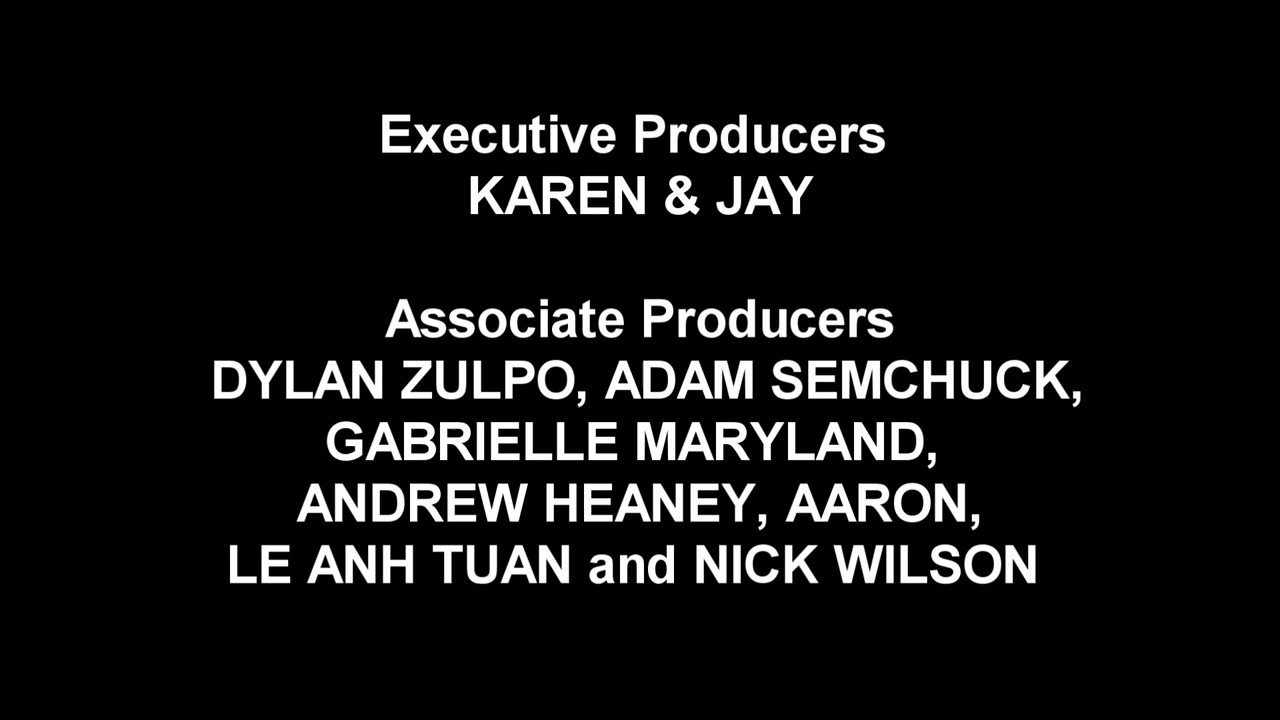 Executive Producers
KAREN & JAY
Associate Producers
DYLAN ZULPO, ADAM SEMCHUCK,
GABRIELLE MARYLAND,
ANDREW HEANEY, AARON,
LE ANH TUAN and NICK WILSON